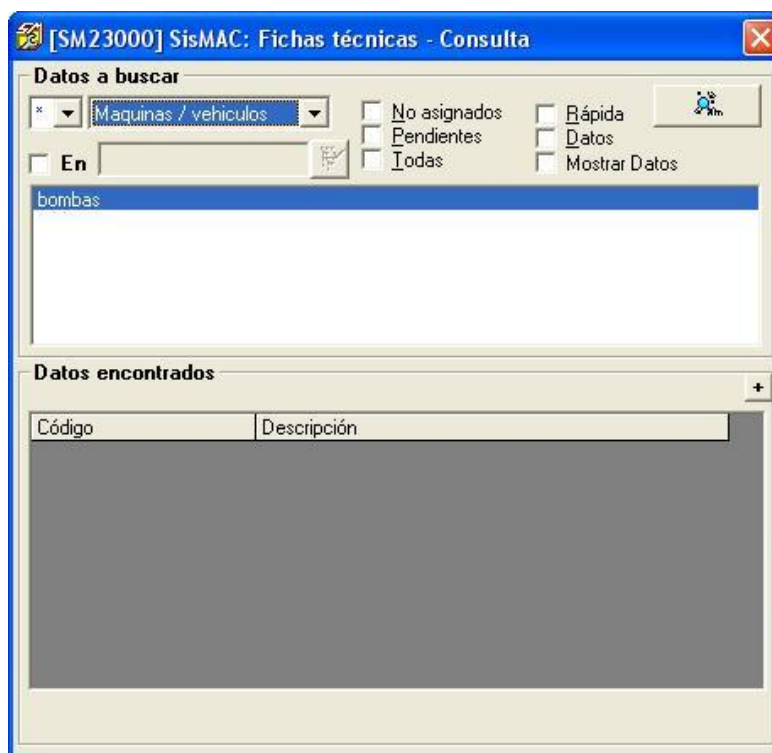 [SM23000] SisMAC: Fichas técnicas - Consulta
Datos a buscar
* Maquinas / vehiculos
No asignados
Rápida
Pendientes
Datos
En
Todas
Mostrar Datos
bombas
Datos encontrados
+
Código Descripción